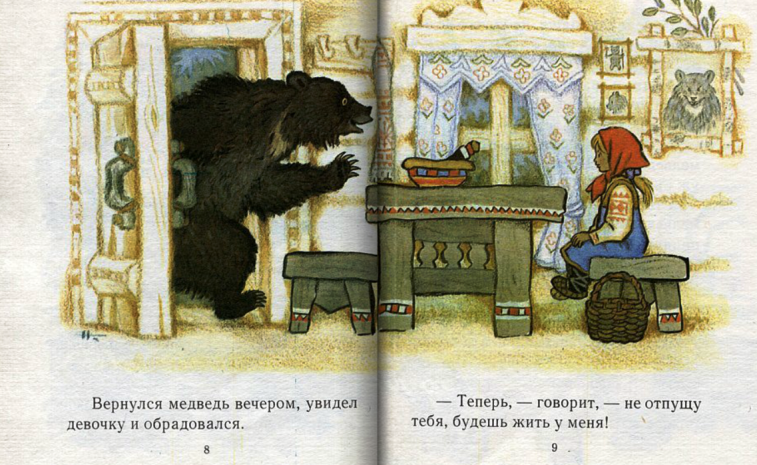 Вернулся медведь вечером, увидел
девочку и обрадовался.
8
— Теперь, — говорит, — не отпущу
тебя, будешь жить у меня!
9